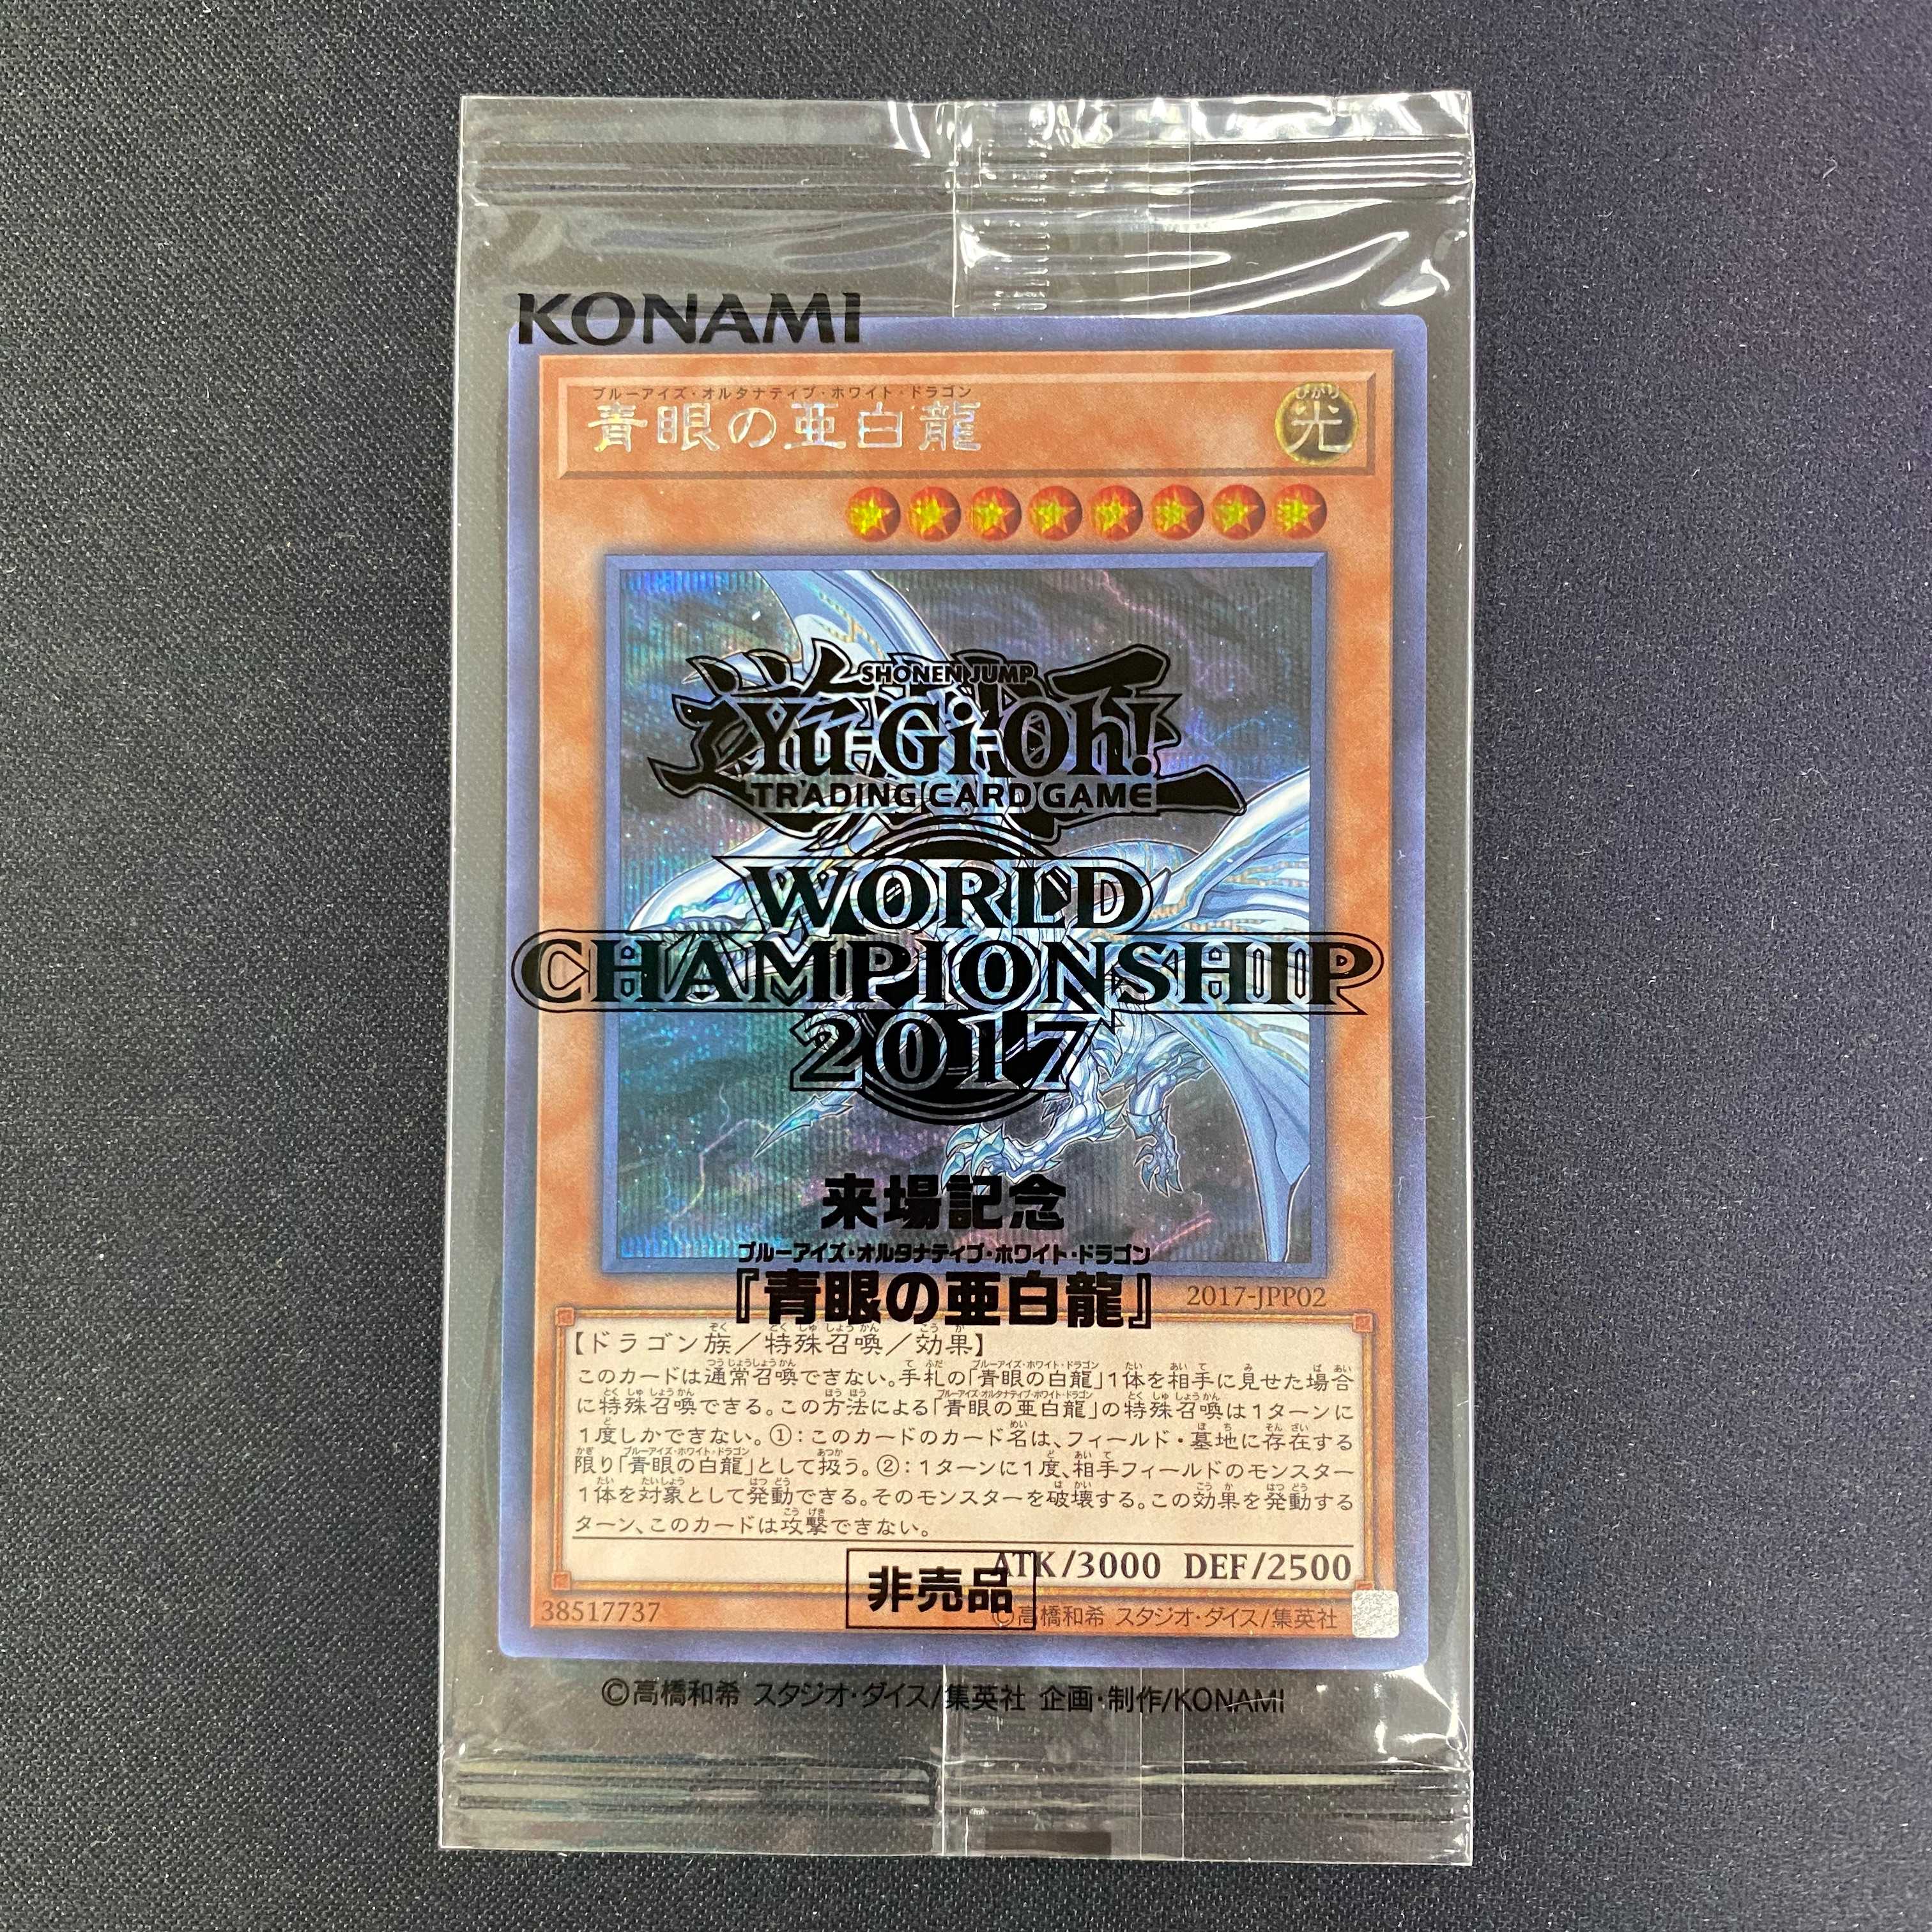 KONAMI
ブルーアイズ・オルタナティブ・ホワイト・ドラゴン
青眼の亜白龍
ひかり
光
SHONEN JUMP
Yu-Gi-Oh!
TRADING CARD GAME
WORLD
CHAMPIONSHIP
2017
来場記念
ブルーアイズ・オルタナティブ・ホワイト・ドラゴン
『青眼の亜白龍』
2017-JPP02
【ドラゴン族／特殊召喚／効果】
このカードは通常召喚できない。手札の「青眼の白龍」1体を相手に見せた場合
に特殊召喚できる。この方法による「青眼の亜白龍」の特殊召喚は1ターンに
1度しかできない。①：このカードのカード名は、フィールド・墓地に存在する
限り「青眼の白龍」として扱う。②：1ターンに1度、相手フィールドのモンスター
1体を対象として発動できる。そのモンスターを破壊する。この効果を発動する
ターン、このカードは攻撃できない。
ATK/3000 DEF/2500
非売品
38517737
©高橋和希 スタジオ・ダイス/集英社
©高橋和希 スタジオ・ダイス/集英社 企画・制作/KONAMI